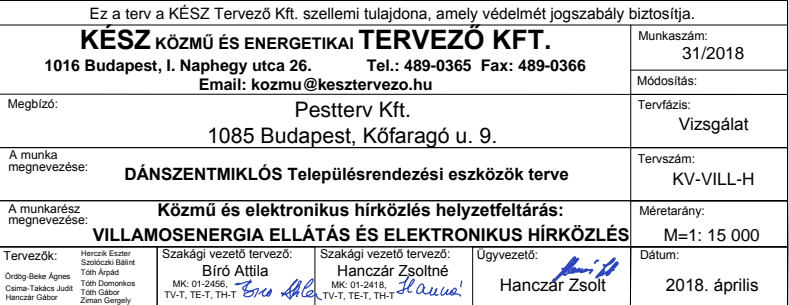 Ez a terv a KÉSZ Tervező Kft. szellemi tulajdona, amely védelmét jogszabály biztosítja.
KÉSZ KÖZMŰ ÉS ENERGETIKAI TERVEZŐ KFT.
1016 Budapest, I. Naphegy utca 26. Tel.: 489-0365 Fax: 489-0366
Email: kozmu@kesztervezo.hu
Munkaszám:
31/2018
Módosítás:
Megbízó:
Pestterv Kft.
1085 Budapest, Kőfaragó u. 9.
Tervfázis:
Vizsgálat
A munka
megnevezése:
DÁNSZENTMIKLÓS Településrendezési eszközök terve
Tervszám:
KV-VILL-H
A munkarész
megnevezése:
Közmű és elektronikus hírközlés helyzetfeltárás:
VILLAMOSENERGIA ELLÁTÁS ÉS ELEKTRONIKUS HÍRKÖZLÉS
Méretarány:
M=1: 15 000
Tervezők:
Ördög-Beke Ágnes
Csima-Takács Judit
Hanczár Gábor
Herczik Eszter
Szolóczki Bálint
Tóth Árpád
Tóth Domonkos
Tóth Gábor
Ziman Gergely
Szakági vezető tervező:
Bíró Attila
MK: 01-2456,
TV-T, TE-T, TH-T
Szakági vezető tervező:
Hanczár Zsoltné
MK: 01-2418,
TV-T, TE-T, TH-T
Ügyvezető:
Hanczár Zsolt
Dátum:
2018. április